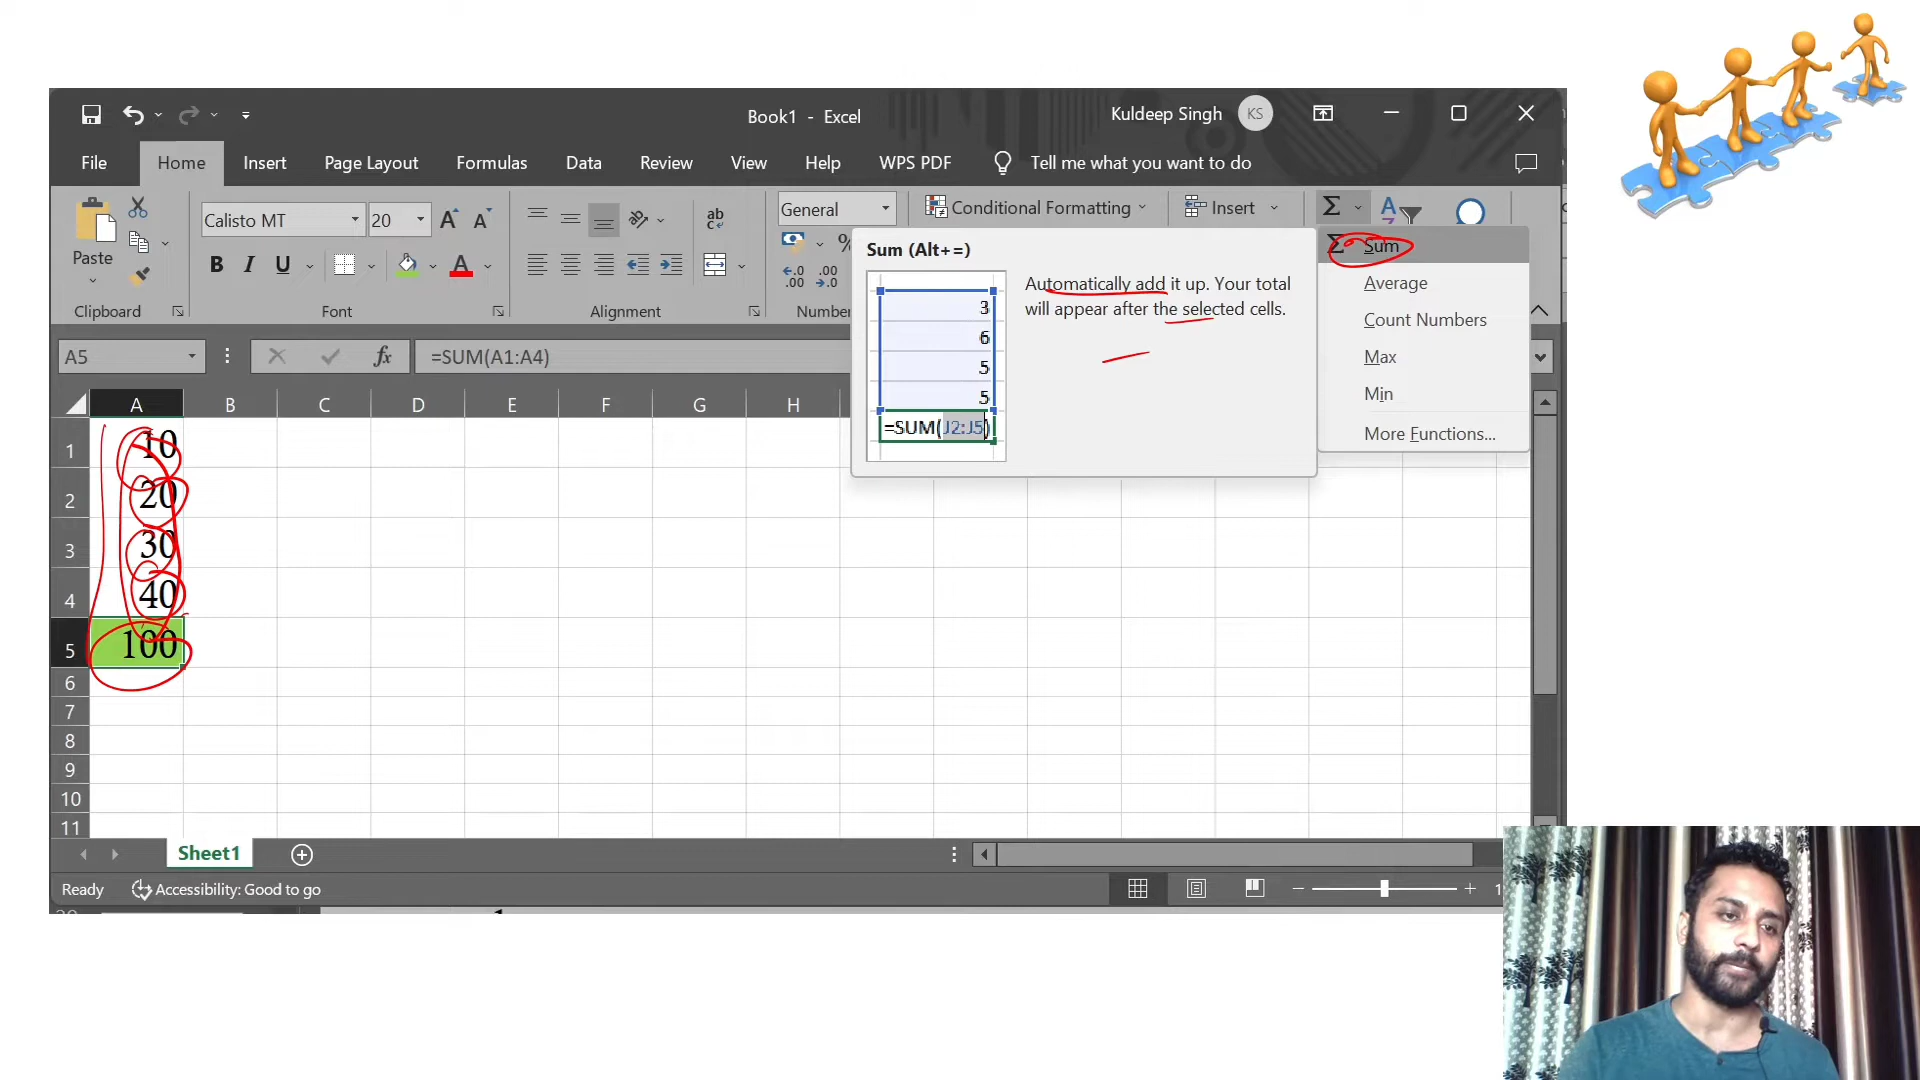 Book1 - Excel
Kuldeep Singh KS
File Home Insert Page Layout Formulas Data Review View Help WPS PDF Tell me what you want to do
Calisto MT 20
General
Conditional Formatting
Insert
Paste
B I U
Clipboard Font Alignment
Sum (Alt+=)
3
6
5
5
=SUM(J2:J5)
Automatically add it up. Your total
will appear after the selected cells.
Sum
Average
Count Numbers
Max
Min
More Functions...
A5 fx =SUM(A1:A4)
A B C D E F G H
1 10
2 20
3 30
4 40
5 100
6
7
8
9
10
11
Sheet1
Ready Accessibility: Good to go